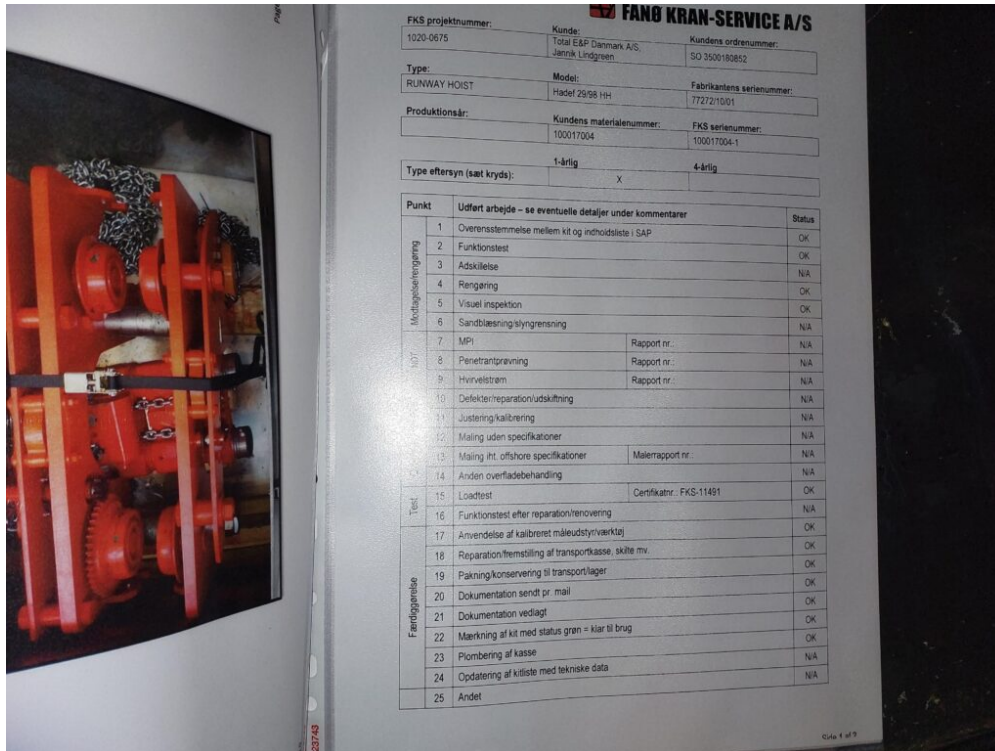 FANØ KRAN-SERVICE A/S
FKS projektnummer: Kunde: Kundens ordrenummer:
1020-0675 Total E&P Danmark A/S, Jannik Lindgreen SO 3500180852
Type: Model: Fabrikantens serienummer:
RUNWAY HOIST Hadef 29/98 HH 77272/10/01
Produktionsår: Kundens materialenummer: FKS serienummer:
100017004 100017004-1
1-årlig 4-årlig
Type eftersyn (sæt kryds): X
Punkt Udført arbejde – se eventuelle detaljer under kommentarer Status
Modtagelse/rengøring
1 Overensstemmelse mellem kit og indholdsliste i SAP OK
2 Funktionstest OK
3 Adskillelse N/A
4 Rengøring OK
5 Visuel inspektion OK
6 Sandblæsning/slyngrensning N/A
NDT
7 MPI Rapport nr.: N/A
8 Penetrantprøvning Rapport nr.: N/A
9 Hvirvelstrøm Rapport nr.: N/A
10 Defekter/reparation/udskiftning N/A
11 Justering/kalibrering N/A
12 Maling uden specifikationer N/A
13 Maling iht. offshore specifikationer Malerrapport nr.: N/A
14 Anden overfladebehandling N/A
Test
15 Loadtest Certifikatnr.: FKS-11491 OK
16 Funktionstest efter reparation/renovering N/A
Færdiggørelse
17 Anvendelse af kalibreret måleudstyr/værktøj OK
18 Reparation/fremstilling af transportkasse, skilte mv. OK
19 Pakning/konservering til transport/lager OK
20 Dokumentation sendt pr. mail OK
21 Dokumentation vedlagt OK
22 Mærkning af kit med status grøn = klar til brug OK
23 Plombering af kasse OK
24 Opdatering af kitliste med tekniske data N/A
25 Andet N/A
23743